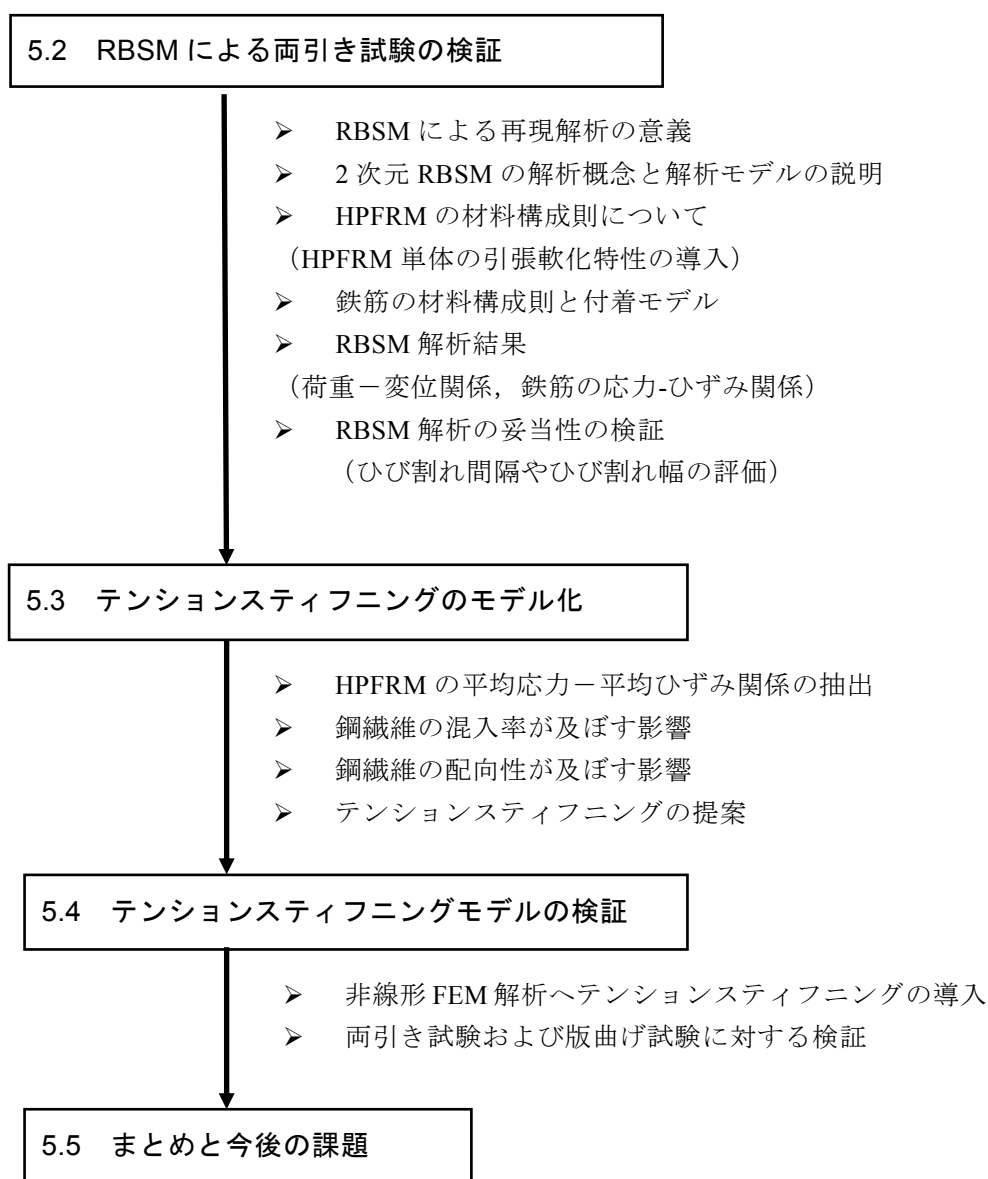 5.2 RBSM による両引き試験の検証
➢ RBSM による再現解析の意義
➢ 2 次元 RBSM の解析概念と解析モデルの説明
➢ HPFRM の材料構成則について
（HPFRM 単体の引張軟化特性の導入）
➢ 鉄筋の材料構成則と付着モデル
➢ RBSM 解析結果
（荷重－変位関係，鉄筋の応力-ひずみ関係）
➢ RBSM 解析の妥当性の検証
（ひび割れ間隔やひび割れ幅の評価）
5.3 テンションスティフニングのモデル化
➢ HPFRM の平均応力－平均ひずみ関係の抽出
➢ 鋼繊維の混入率が及ぼす影響
➢ 鋼繊維の配向性が及ぼす影響
➢ テンションスティフニングの提案
5.4 テンションスティフニングモデルの検証
➢ 非線形 FEM 解析へテンションスティフニングの導入
➢ 両引き試験および版曲げ試験に対する検証
5.5 まとめと今後の課題